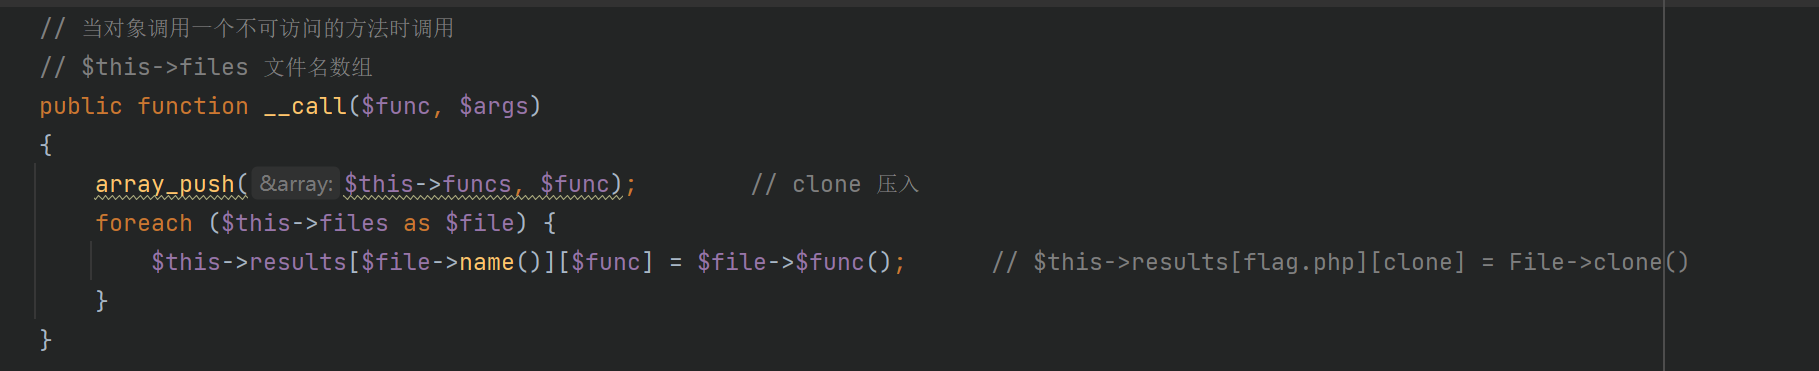 // 当对象调用一个不可访问的方法时调用
// $this->files 文件名数组
public function __call($func, $args)
{
    array_push( &array: $this->funcs, $func);        // clone 压入
    foreach ($this->files as $file) {
        $this->results[$file->name()][$func] = $file->$func();      // $this->results[flag.php][clone] = File->clone()
    }
}